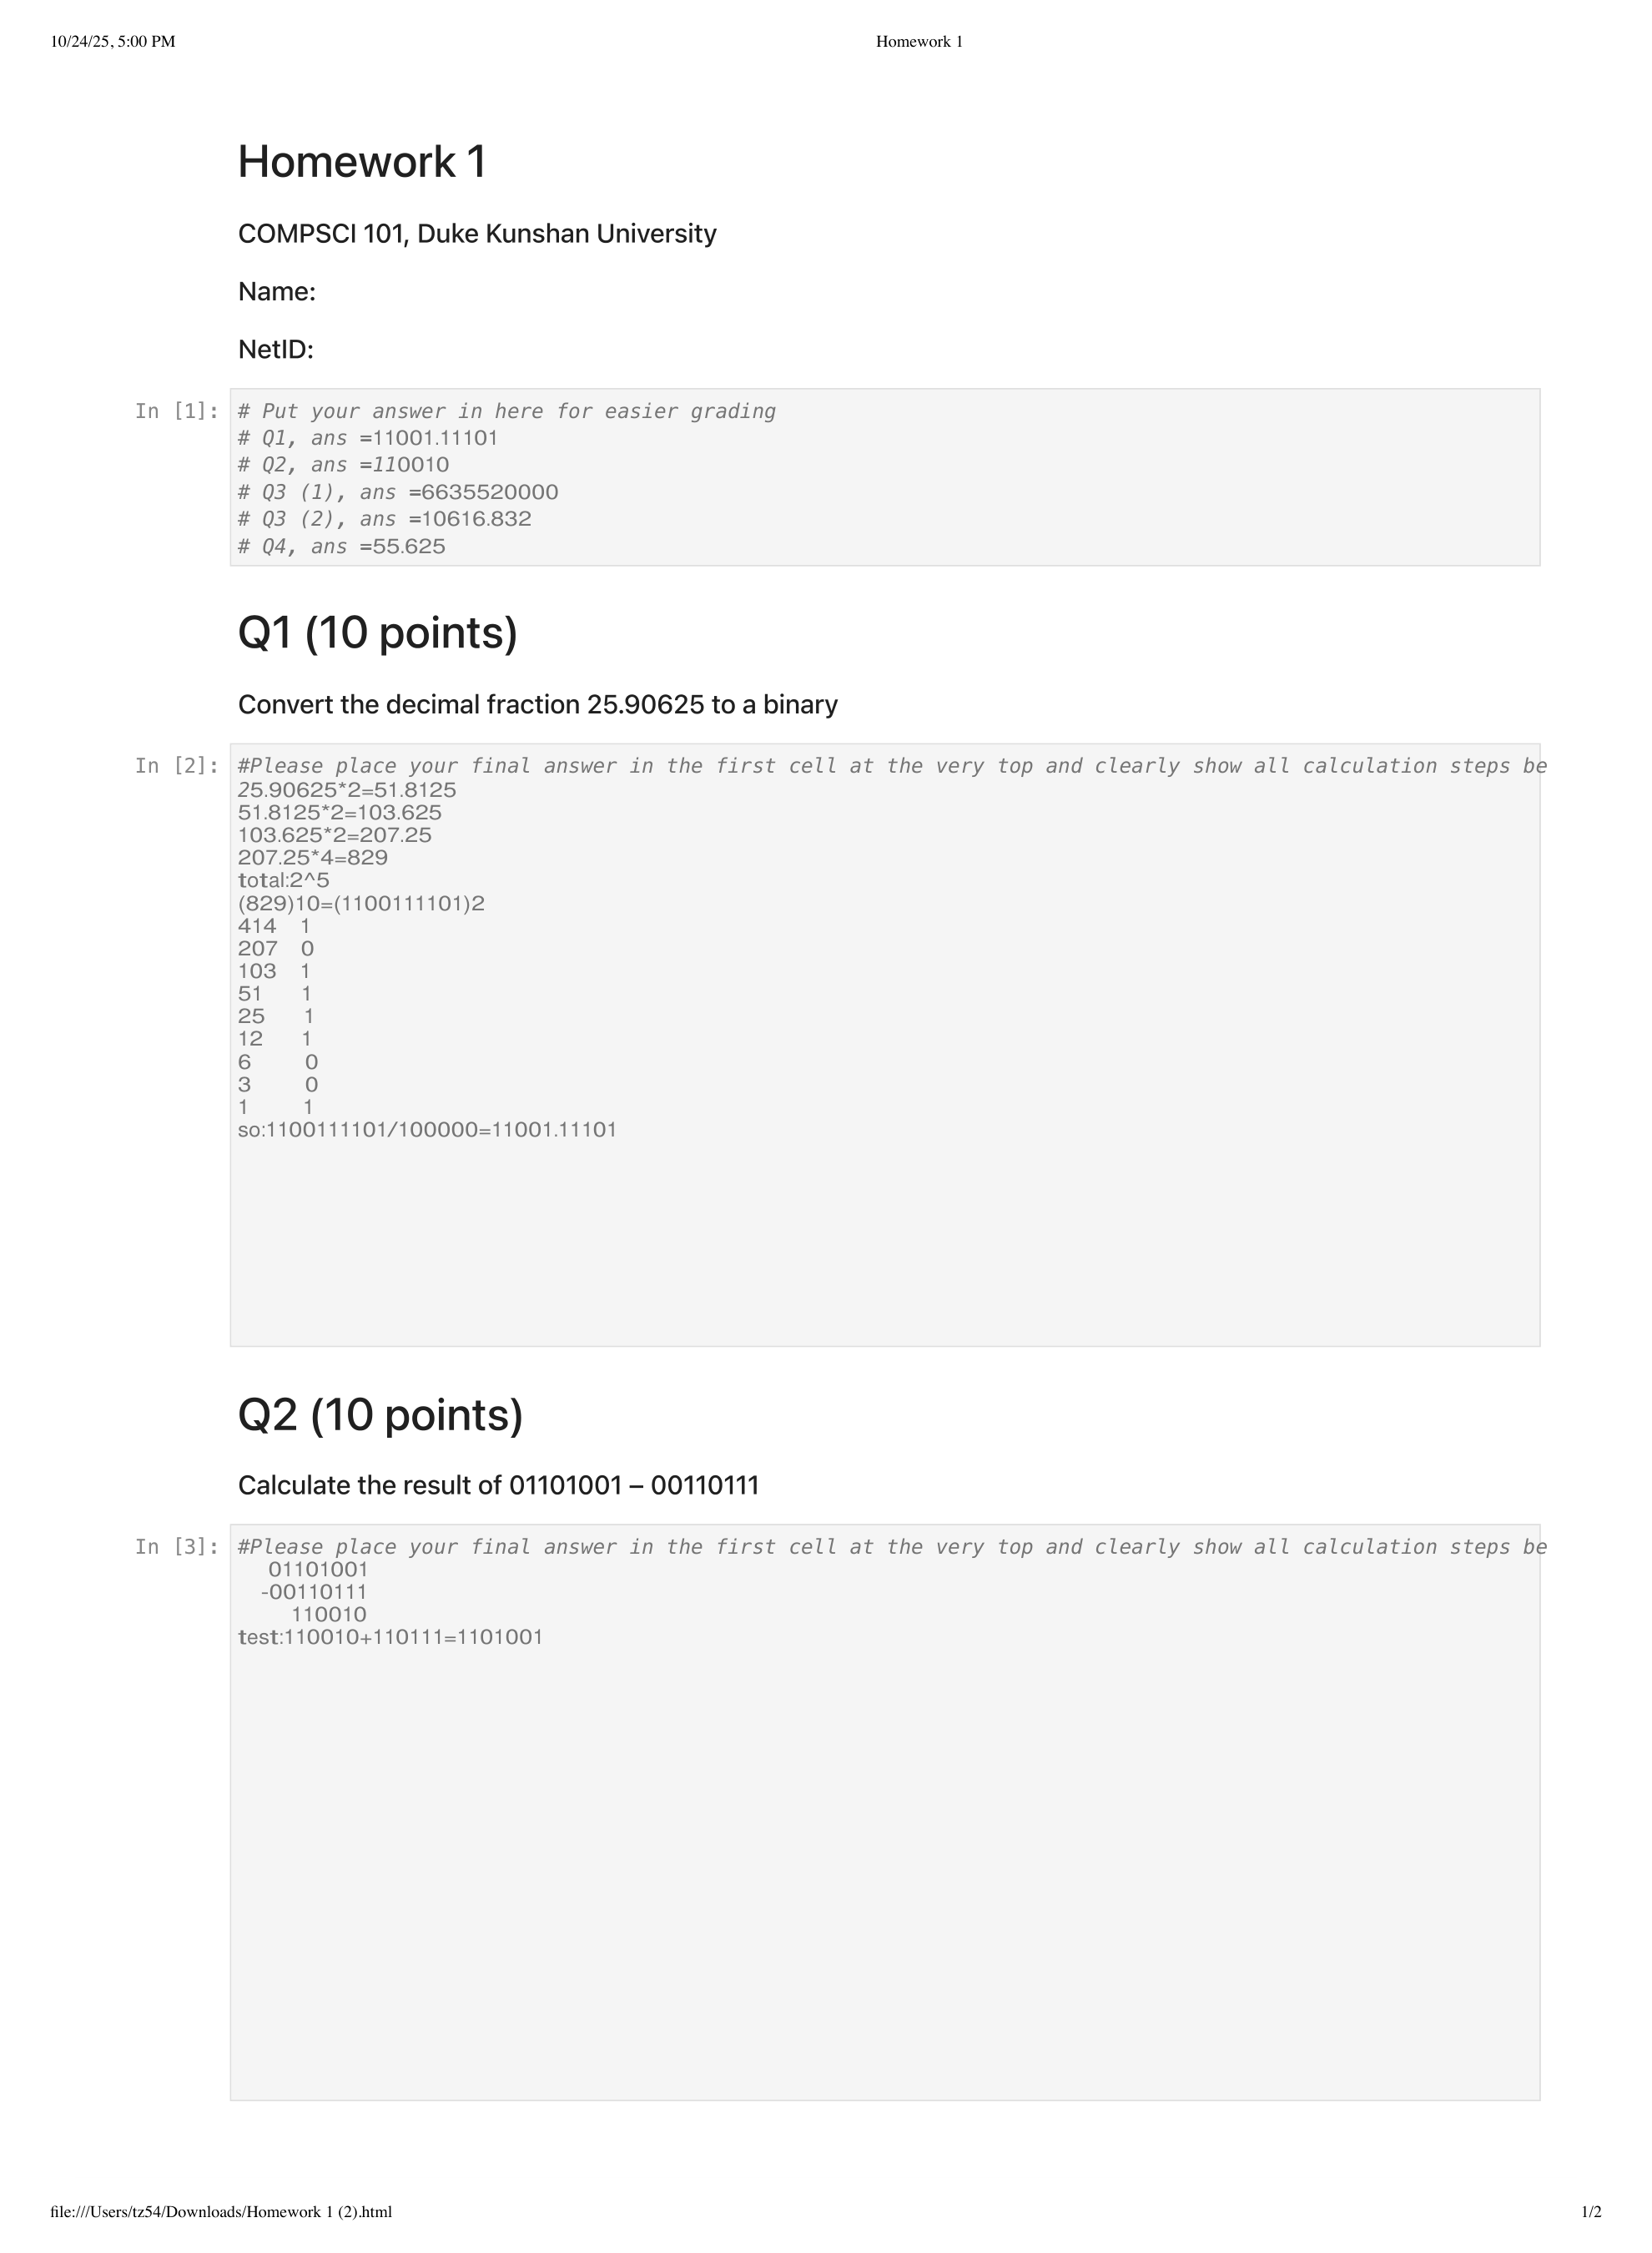 10/24/25, 5:00 PM
Homework 1
Homework 1
COMPSCI 101, Duke Kunshan University
Name:
NetID:
In [1]:
# Put your answer in here for easier grading
# Q1, ans =11001.11101
# Q2, ans =110010
# Q3 (1), ans =6635520000
# Q3 (2), ans =10616.832
# Q4, ans =55.625
Q1 (10 points)
Convert the decimal fraction 25.90625 to a binary
In [2]:
#Please place your final answer in the first cell at the very top and clearly show all calculation steps be
25.90625*2=51.8125
51.8125*2=103.625
103.625*2=207.25
207.25*4=829
total:2^5
(829)10=(1100111101)2
414 1
207 0
103 1
51 1
25 1
12 1
6 0
3 0
1 1
so:1100111101/100000=11001.11101
Q2 (10 points)
Calculate the result of 01101001 – 00110111
In [3]:
#Please place your final answer in the first cell at the very top and clearly show all calculation steps be
01101001
-00110111
110010
test:110010+110111=1101001
file:///Users/tz54/Downloads/Homework 1 (2).html
1/2